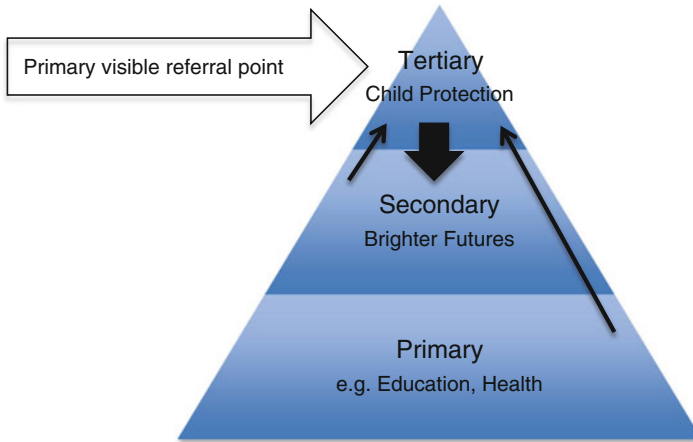 Primary visible referral point
Tertiary
Child Protection
Secondary
Brighter Futures
Primary
e.g. Education, Health